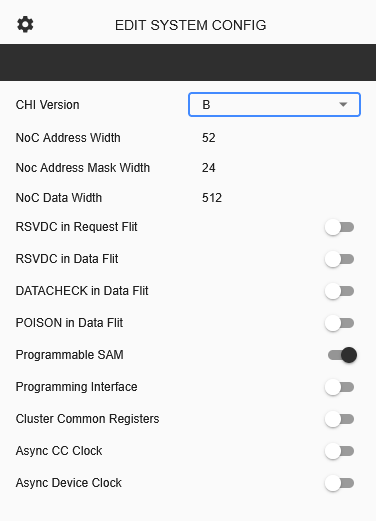 EDIT SYSTEM CONFIG
CHI Version B
NoC Address Width 52
Noc Address Mask Width 24
NoC Data Width 512
RSVDC in Request Flit
RSVDC in Data Flit
DATACHECK in Data Flit
POISON in Data Flit
Programmable SAM
Programming Interface
Cluster Common Registers
Async CC Clock
Async Device Clock